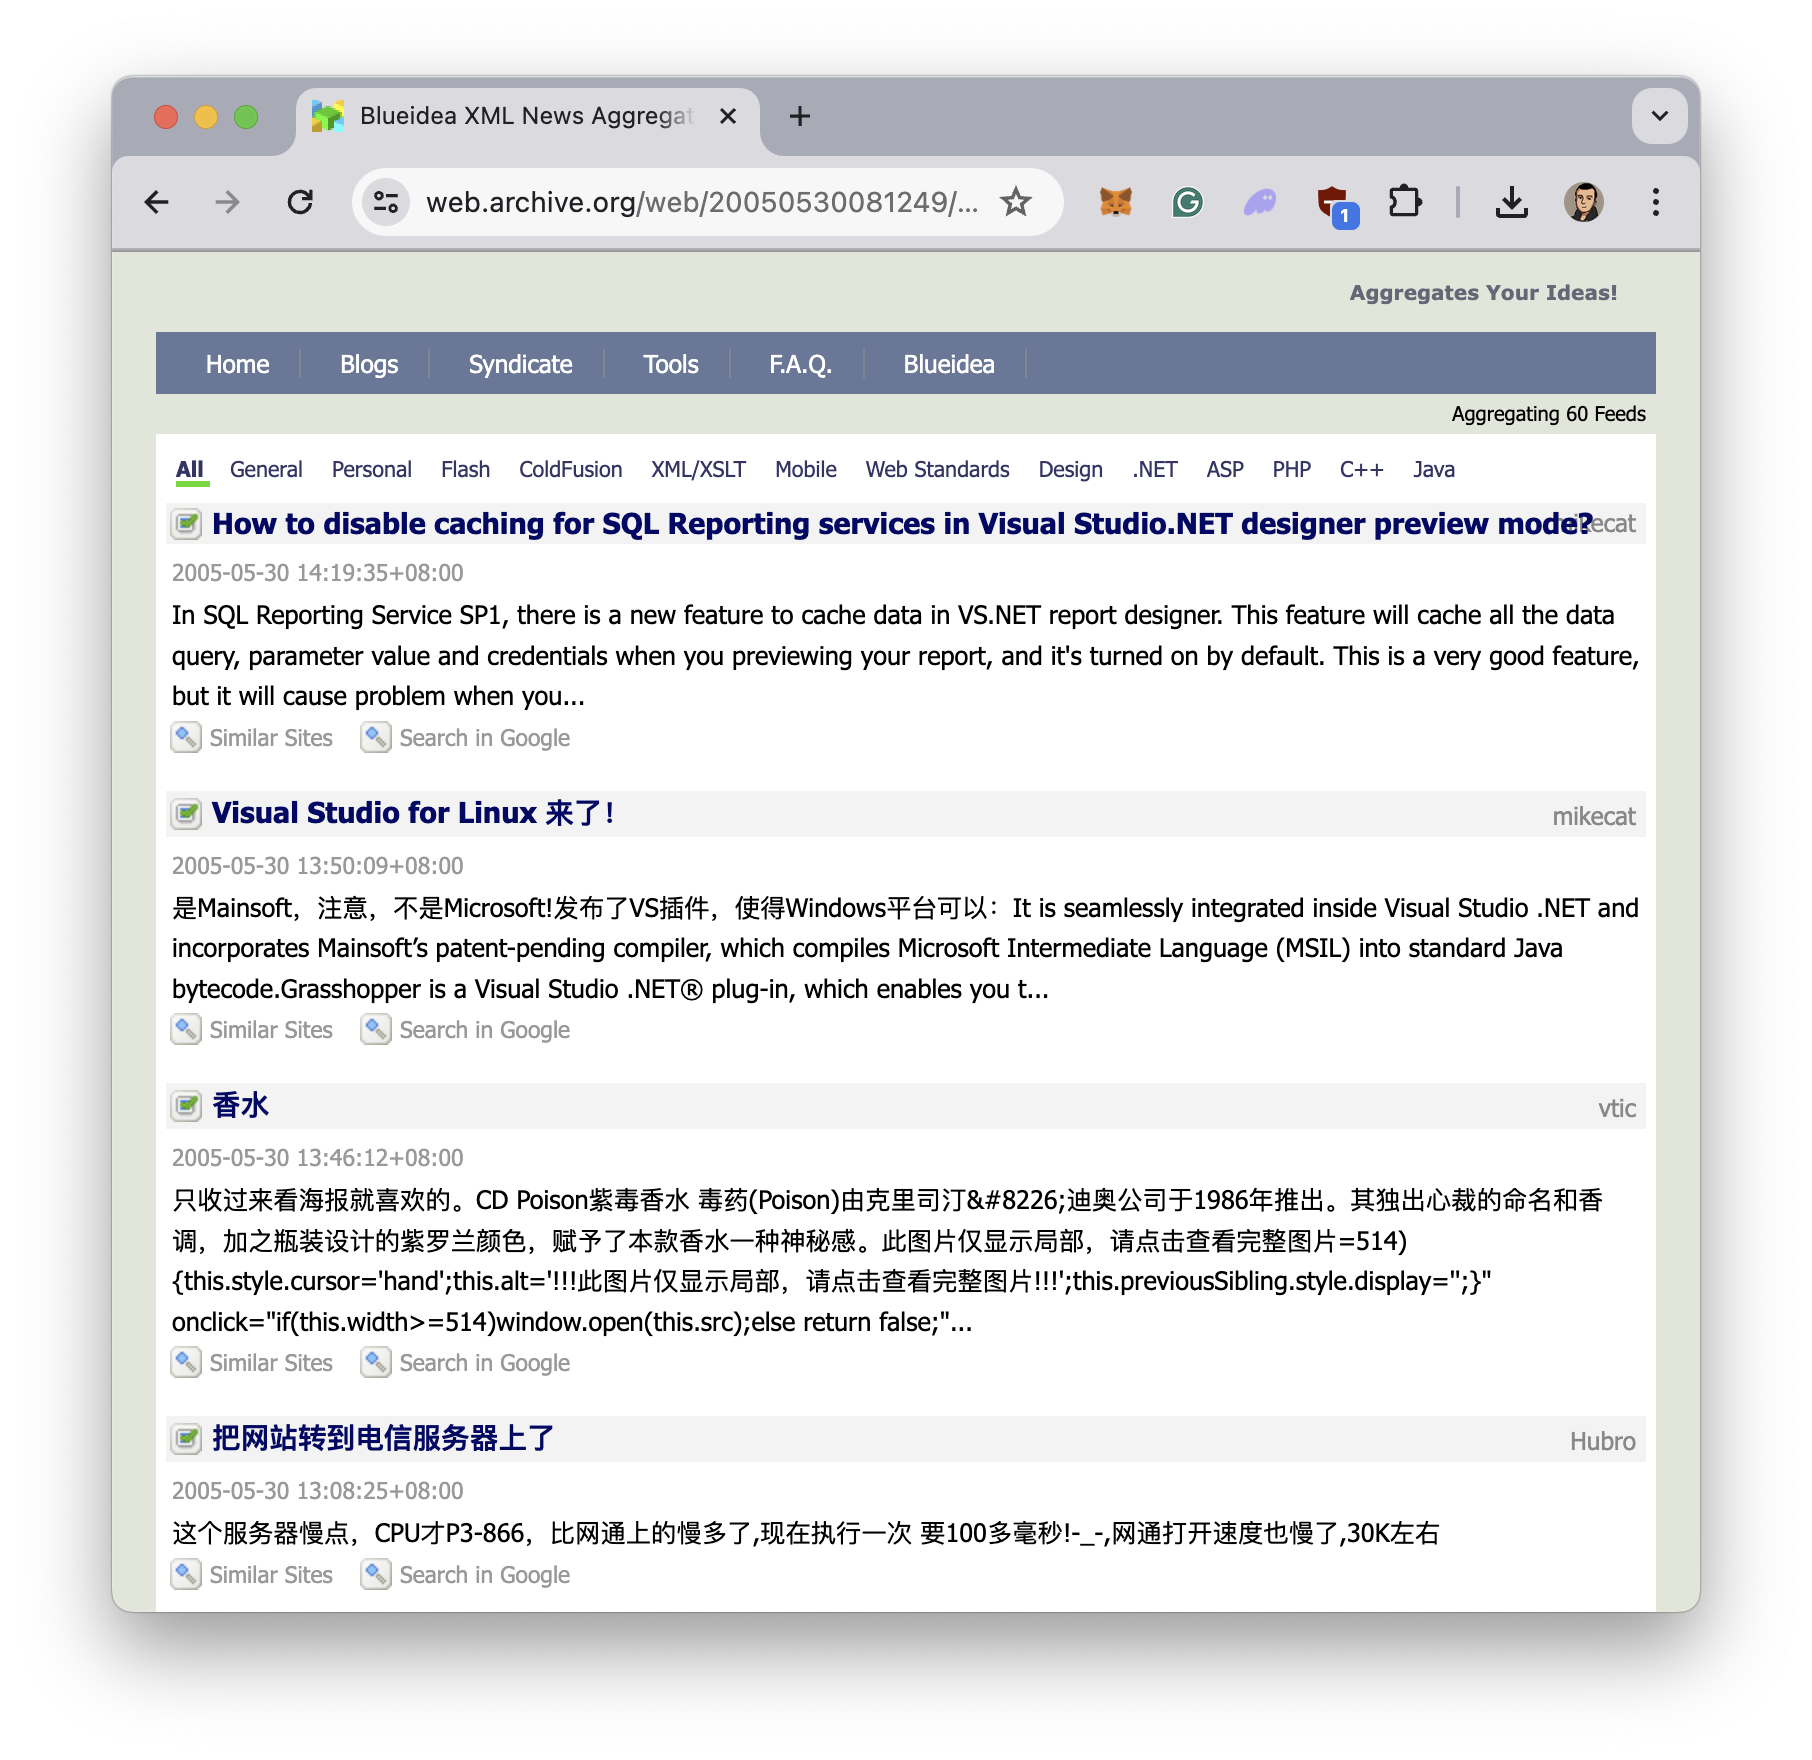 Blueidea XML News Aggregat
web.archive.org/web/20050530081249/...
1
Aggregates Your Ideas!
Home Blogs Syndicate Tools F.A.Q. Blueidea
Aggregating 60 Feeds
All General Personal Flash ColdFusion XML/XSLT Mobile Web Standards Design .NET ASP PHP C++ Java
How to disable caching for SQL Reporting services in Visual Studio.NET designer preview mode? mikecat
2005-05-30 14:19:35+08:00
In SQL Reporting Service SP1, there is a new feature to cache data in VS.NET report designer. This feature will cache all the data
query, parameter value and credentials when you previewing your report, and it's turned on by default. This is a very good feature,
but it will cause problem when you...
Similar Sites Search in Google
Visual Studio for Linux 来了! mikecat
2005-05-30 13:50:09+08:00
是Mainsoft，注意，不是Microsoft!发布了VS插件，使得Windows平台可以：It is seamlessly integrated inside Visual Studio .NET and
incorporates Mainsoft’s patent-pending compiler, which compiles Microsoft Intermediate Language (MSIL) into standard Java
bytecode.Grasshopper is a Visual Studio .NET® plug-in, which enables you t...
Similar Sites Search in Google
香水 vtic
2005-05-30 13:46:12+08:00
只收过来看海报就喜欢的。CD Poison紫毒香水 毒药(Poison)由克里司汀&#8226;迪奥公司于1986年推出。其独出心裁的命名和香
调，加之瓶装设计的紫罗兰颜色，赋予了本款香水一种神秘感。此图片仅显示局部，请点击查看完整图片=514)
{this.style.cursor='hand';this.alt='!!!此图片仅显示局部，请点击查看完整图片!!!';this.previousSibling.style.display='';}"
onclick="if(this.width>=514)window.open(this.src);else return false;"...
Similar Sites Search in Google
把网站转到电信服务器上了 Hubro
2005-05-30 13:08:25+08:00
这个服务器慢点，CPU才P3-866，比网通上的慢多了,现在执行一次 要100多毫秒!-_-,网通打开速度也慢了,30K左右
Similar Sites Search in Google